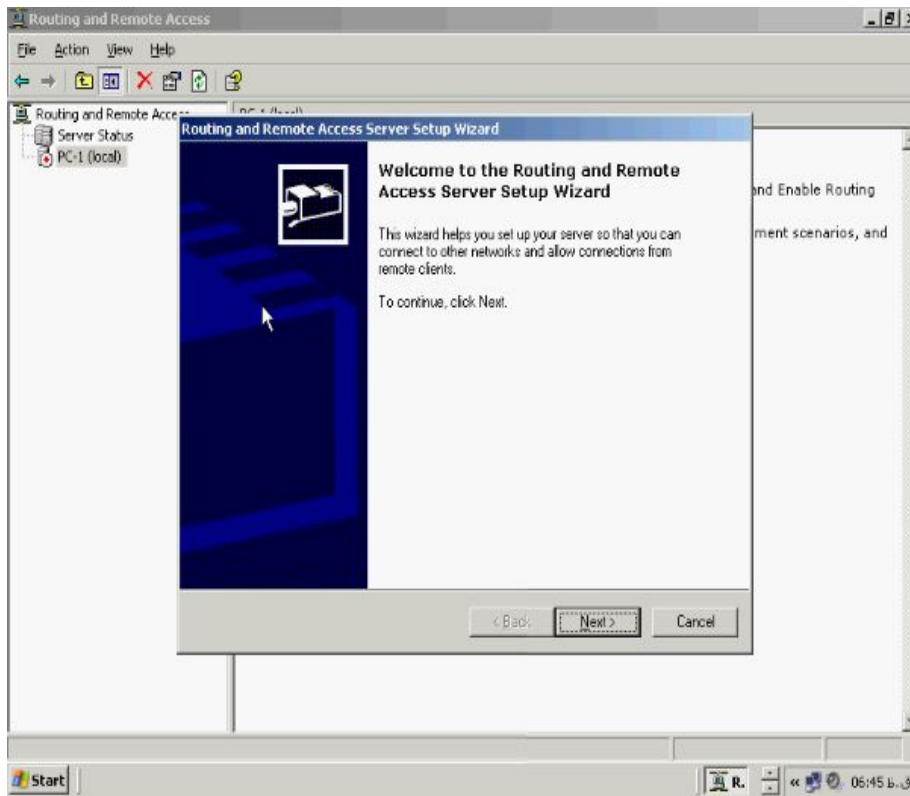 Routing and Remote Access
File Action View Help
Routing and Remote Acce
Server Status
PC-1 (local)
Routing and Remote Access Server Setup Wizard
Welcome to the Routing and Remote
Access Server Setup Wizard
This wizard helps you set up your server so that you can
connect to other networks and allow connections from
remote clients.
To continue, click Next.
and Enable Routing
ment scenarios, and
< Back
Next >
Cancel
Start
R.
06:45